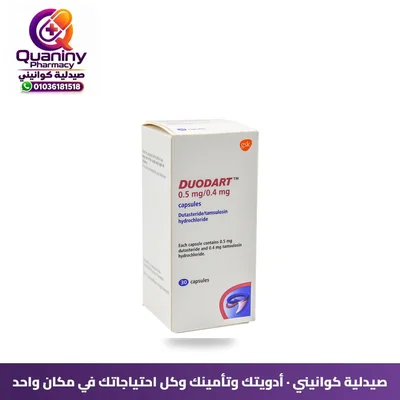 Quaniny
Pharmacy
صيدلية كوانيني
01036181518
gsk
DUODART™
0.5 mg/0.4 mg
capsules
Dutasteride/tamsulosin
hydrochloride
Each capsule contains 0.5 mg
dutasteride and 0.4 mg tamsulosin
hydrochloride.
30 capsules
صيدلية كوانيني • أدويتك وتأمينك وكل احتياجاتك في مكان واحد